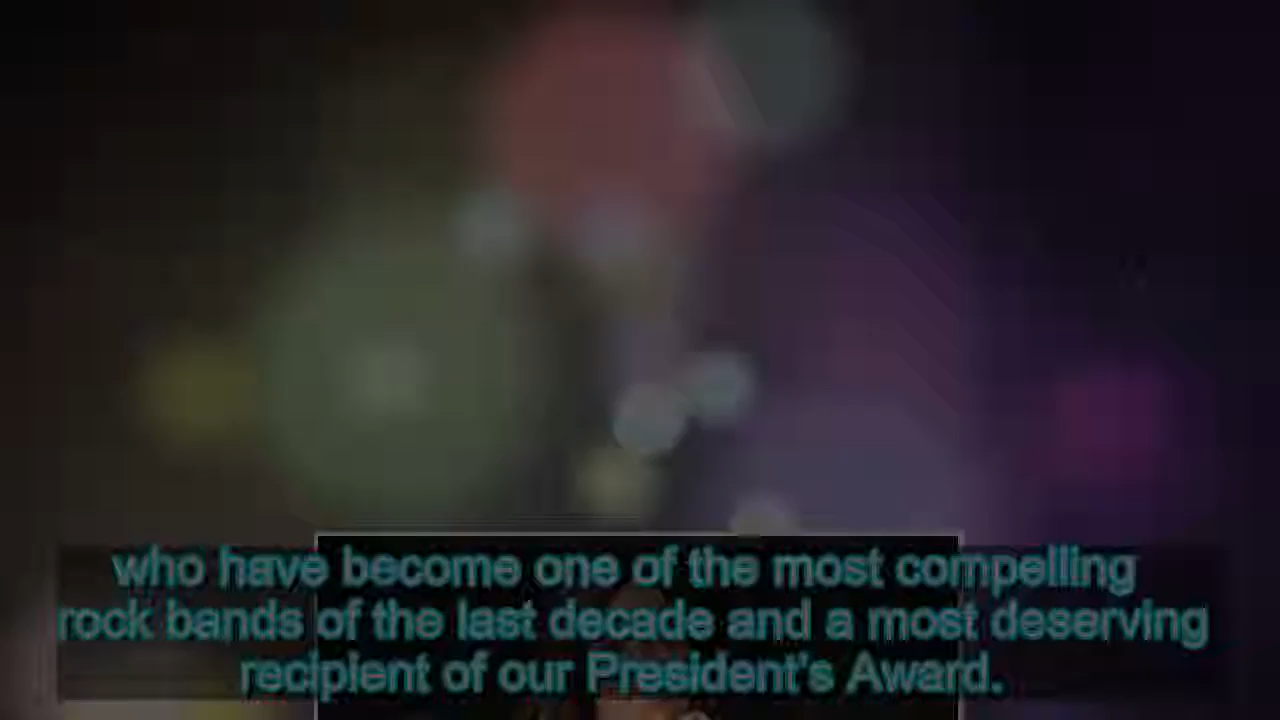 who have become one of the most compelling
rock bands of the last decade and a most deserving
recipient of our President's Award.